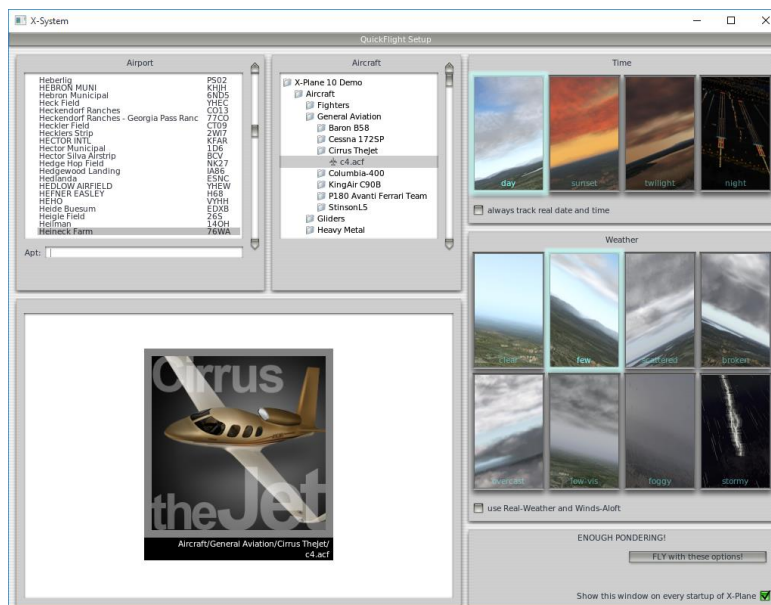 X-System
QuickFlight Setup
Airport
Heberlig PS02
HEBRON MUNI KHJH
Hebron Municipal 6ND5
Heck Field YHEC
Heckendorf Ranches CO13
Heckendorf Ranches - Georgia Pass Ranc 77CO
Heckler Field CT09
Hecklers Strip 2WI7
HECTOR INTL KFAR
Hector Municipal 1D6
Hector Silva Airstrip BCV
Hedge Hop Field NK27
Hedgewood Landing IA86
Hedlanda ESNC
HEDLOW AIRFIELD YHEW
HEFNER EASLEY H68
HEHO VYHH
Heide Buesum EDXB
Heigle Field 26S
Heilman 14OH
Heineck Farm 76WA
Apt:
Aircraft
X-Plane 10 Demo
Aircraft
Fighters
General Aviation
Baron B58
Cessna 172SP
Cirrus TheJet
c4.acf
Columbia-400
KingAir C90B
P180 Avanti Ferrari Team
StinsonL5
Gliders
Heavy Metal
Time
day sunset twilight night
always track real date and time
Weather
clear few scattered broken
overcast low-vis foggy stormy
use Real-Weather and Winds-Aloft
Cirrus
theJet
Aircraft/General Aviation/Cirrus TheJet/
c4.acf
ENOUGH PONDERING!
FLY with these options!
Show this window on every startup of X-Plane